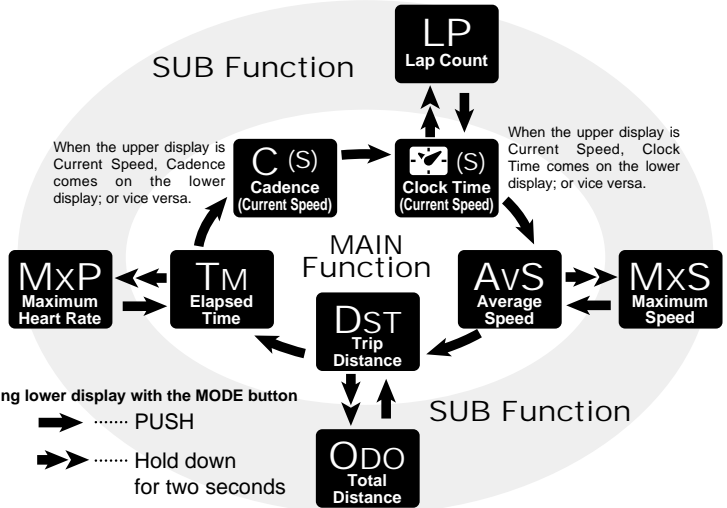 LP
Lap Count
SUB Function
When the upper display is
Current Speed, Cadence
comes on the lower
display; or vice versa.
C (S)
Cadence
(Current Speed)
(S)
Clock Time
(Current Speed)
When the upper display is
Current Speed, Clock
Time comes on the lower
display; or vice versa.
MAIN
Function
MxP
Maximum
Heart Rate
TM
Elapsed
Time
DST
Trip
Distance
AvS
Average
Speed
MxS
Maximum
Speed
ng lower display with the MODE button
······· PUSH
······· Hold down
for two seconds
ODO
Total
Distance
SUB Function